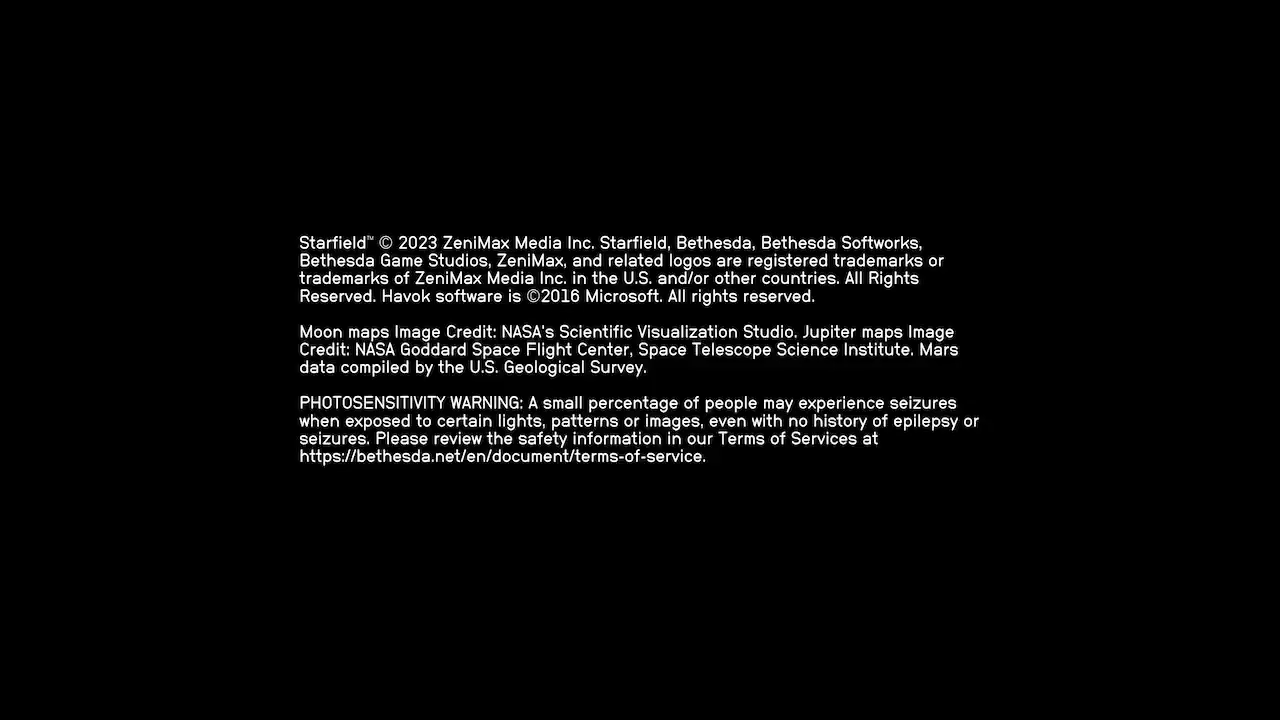 Starfield™ © 2023 ZeniMax Media Inc. Starfield, Bethesda, Bethesda Softworks,
Bethesda Game Studios, ZeniMax, and related logos are registered trademarks or
trademarks of ZeniMax Media Inc. in the U.S. and/or other countries. All Rights
Reserved. Havok software is ©2016 Microsoft. All rights reserved.
Moon maps Image Credit: NASA's Scientific Visualization Studio. Jupiter maps Image
Credit: NASA Goddard Space Flight Center, Space Telescope Science Institute. Mars
data compiled by the U.S. Geological Survey.
PHOTOSENSITIVITY WARNING: A small percentage of people may experience seizures
when exposed to certain lights, patterns or images, even with no history of epilepsy or
seizures. Please review the safety information in our Terms of Services at
https://bethesda.net/en/document/terms-of-service.